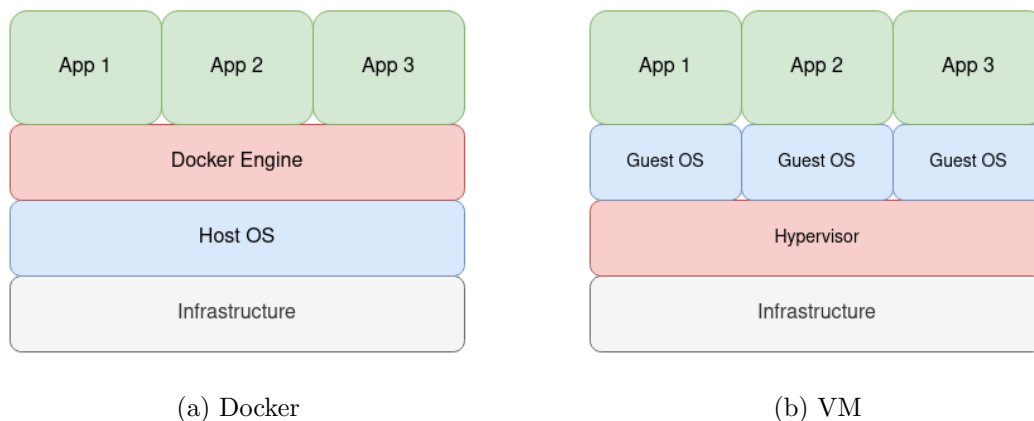 App 1 App 2 App 3
Docker Engine
Host OS
Infrastructure
(a) Docker
App 1 App 2 App 3
Guest OS Guest OS Guest OS
Hypervisor
Infrastructure
(b) VM